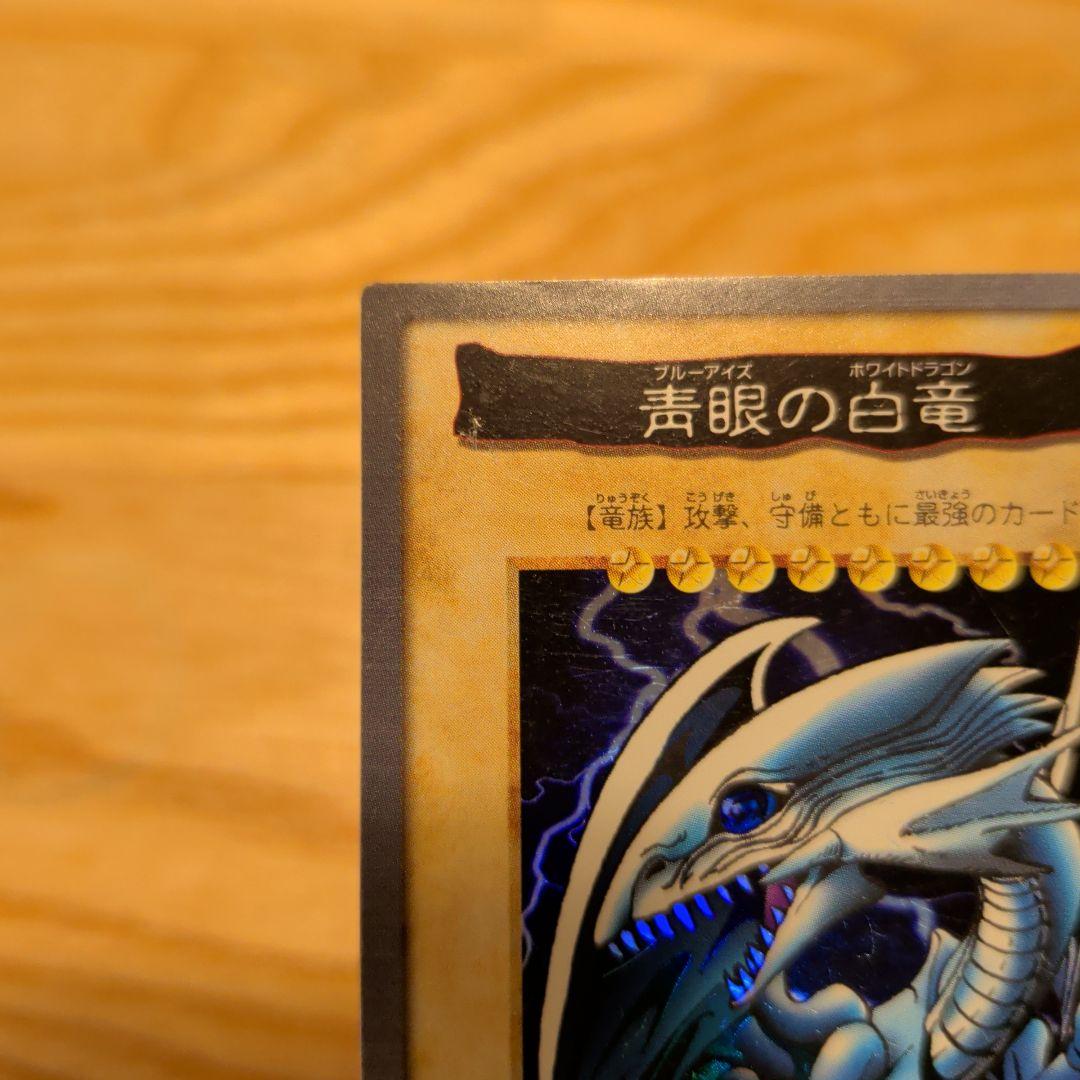 ブルーアイズ ホワイトドラゴン
青眼の白竜
りゅうぞく こうげき しゅび さいきょう
【竜族】攻撃、守備ともに最強のカード